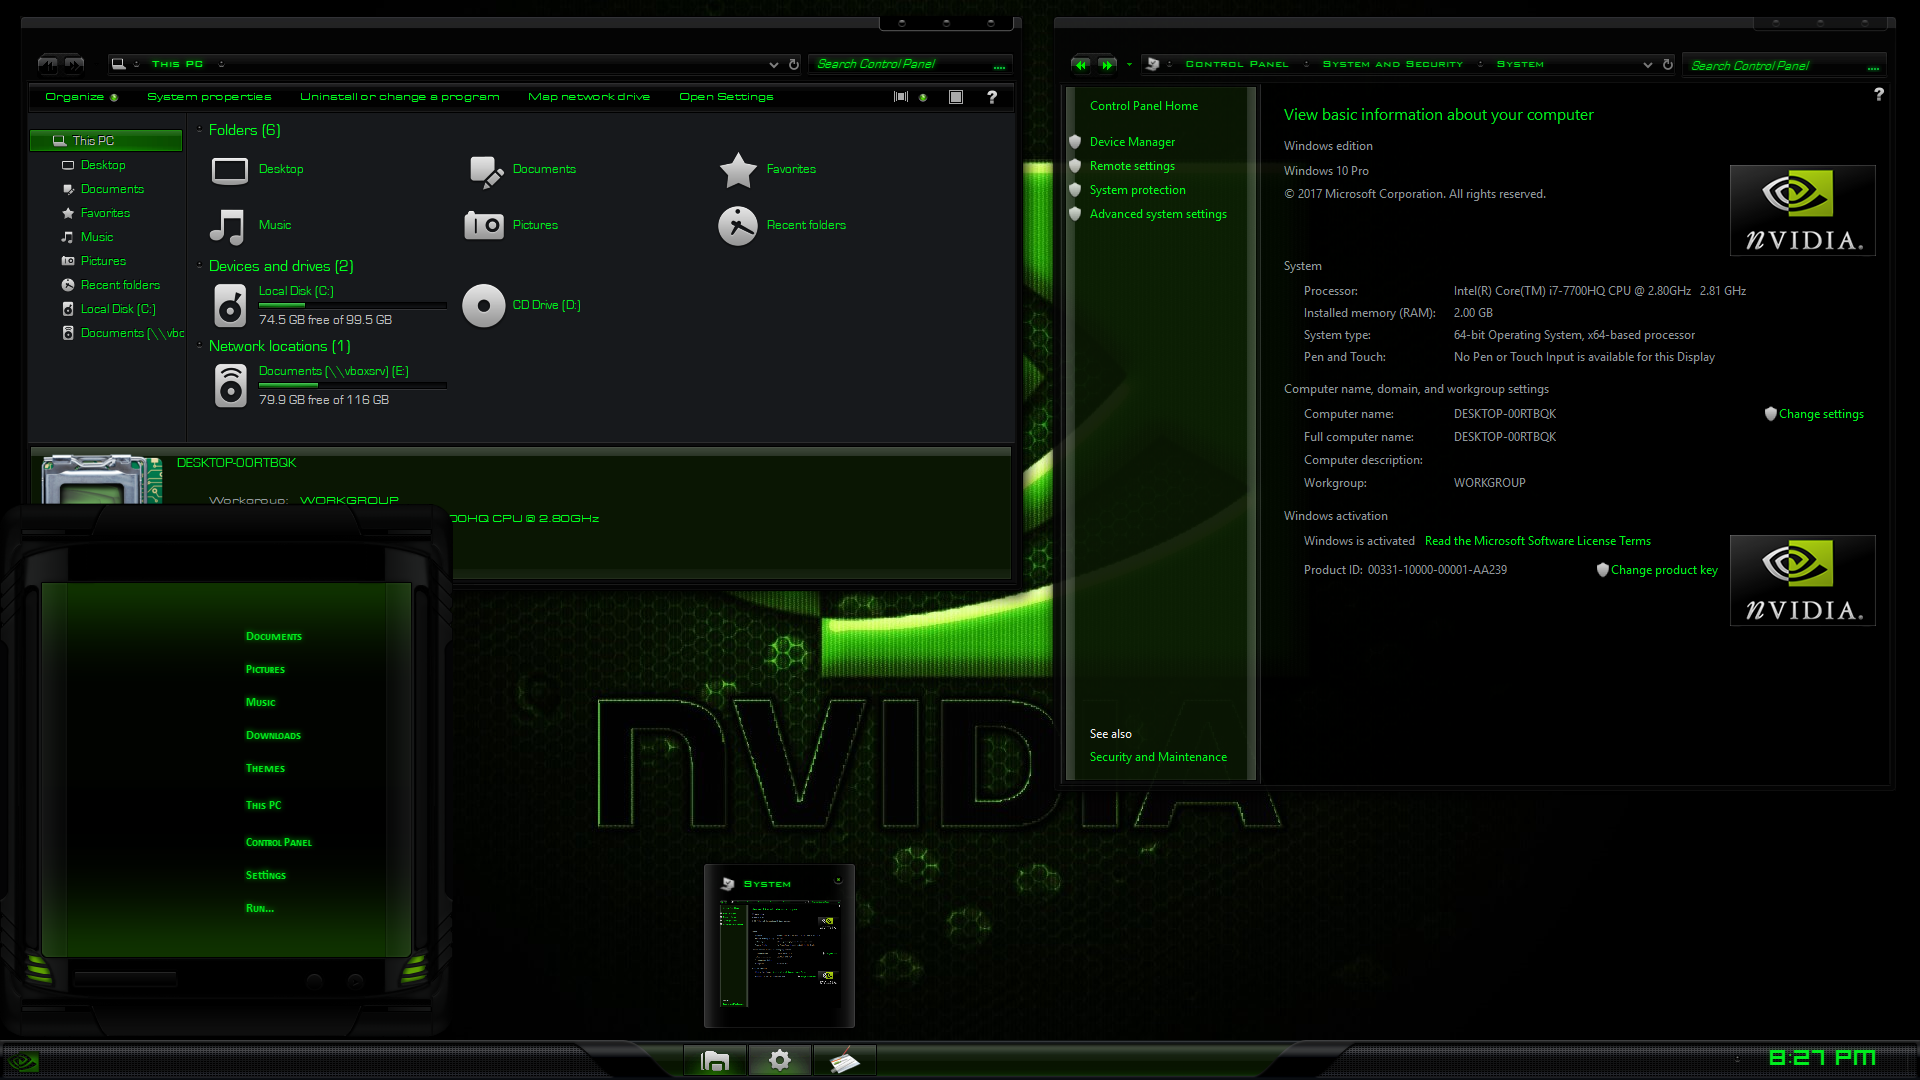 This PC
Search Control Panel
Organize
System properties
Uninstall or change a program
Map network drive
Open Settings
?
This PC
Desktop
Documents
Favorites
Music
Pictures
Recent folders
Local Disk (C:)
Documents (\\vbo
Folders (6)
Desktop
Documents
Favorites
Music
Pictures
Recent folders
Devices and drives (2)
Local Disk (C:)
74.5 GB free of 99.5 GB
CD Drive (D:)
Network locations (1)
Documents (\\vboxsrv) (E:)
79.9 GB free of 116 GB
DESKTOP-00RTBQK
Workgroup: WORKGROUP
00HQ CPU @ 2.80GHz
Documents
Pictures
Music
Downloads
Themes
This PC
Control Panel
Settings
Run...
Control Panel
System and Security
System
Search Control Panel
?
Control Panel Home
Device Manager
Remote settings
System protection
Advanced system settings
See also
Security and Maintenance
View basic information about your computer
Windows edition
Windows 10 Pro
© 2017 Microsoft Corporation. All rights reserved.
nVIDIA.
System
Processor: Intel(R) Core(TM) i7-7700HQ CPU @ 2.80GHz 2.81 GHz
Installed memory (RAM): 2.00 GB
System type: 64-bit Operating System, x64-based processor
Pen and Touch: No Pen or Touch Input is available for this Display
Computer name, domain, and workgroup settings
Computer name: DESKTOP-00RTBQK
Change settings
Full computer name: DESKTOP-00RTBQK
Computer description:
Workgroup: WORKGROUP
Windows activation
Windows is activated Read the Microsoft Software License Terms
Product ID: 00331-10000-00001-AA239
Change product key
nVIDIA.
nVIDIA
System
8:27 PM